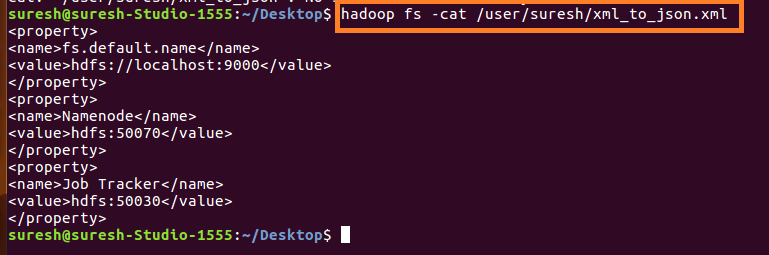 suresh@suresh-Studio-1555:~/Desktop$ hadoop fs -cat /user/suresh/xml_to_json.xml
<property>
<name>fs.default.name</name>
<value>hdfs://localhost:9000</value>
</property>
<property>
<name>Namenode</name>
<value>hdfs:50070</value>
</property>
<property>
<name>Job Tracker</name>
<value>hdfs:50030</value>
</property>
suresh@suresh-Studio-1555:~/Desktop$